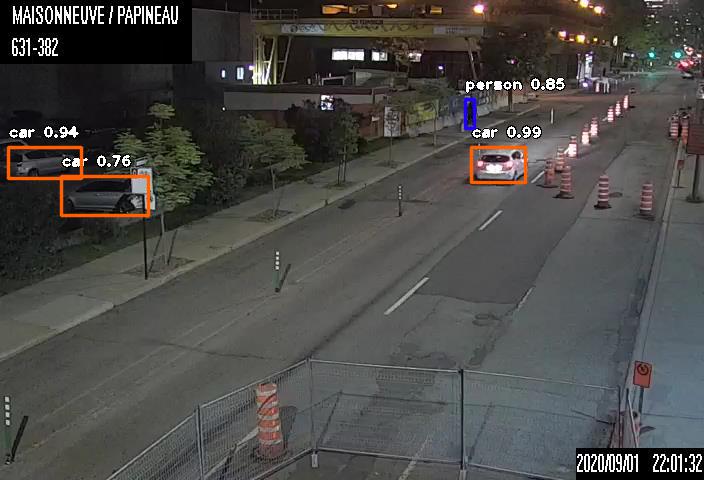 MAISONNEUVE / PAPINEAU
631-382
person 0.85
car 0.94
car 0.99
car 0.76
2020/09/01 22:01:32